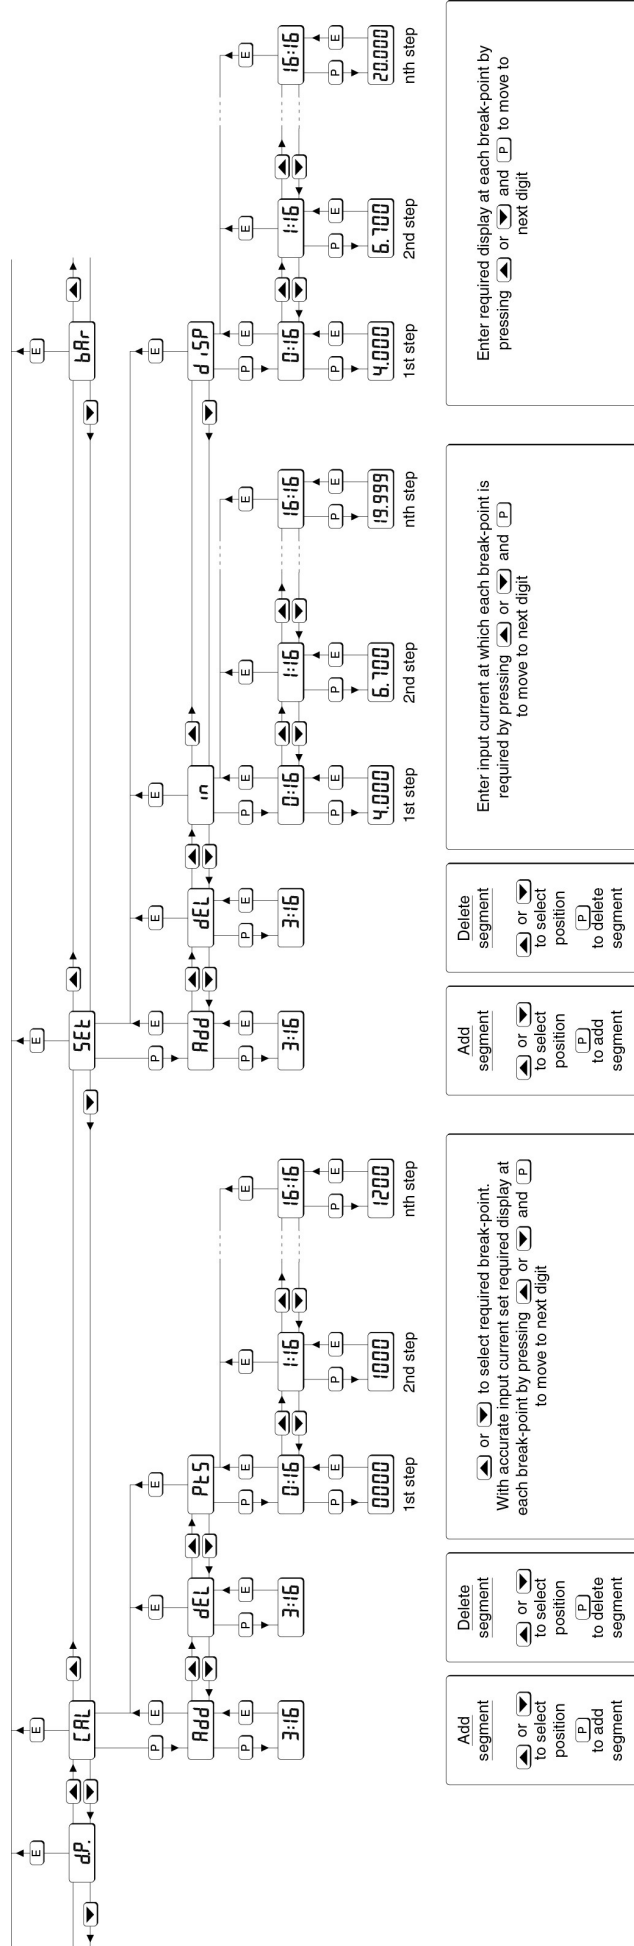 E E E E
d.P. CAL SEt bAr
P E E E P E E E E
Add dEL PtS Add dEL in diSP
P E P E P E E E P E P E P E E E P E E E
3:16 3:16 0:16 1:16 16:16 3:16 3:16 0:16 1:16 16:16 0:16 1:16 16:16
P E P E P E P E P E P E P E P E P E
0000 1000 1200 4.000 6.700 19.999 4.000 6.700 20.000
1st step 2nd step nth step 1st step 2nd step nth step 1st step 2nd step nth step
Add
segment
▲ or ▼
to select
position
P
to add
segment
Delete
segment
▲ or ▼
to select
position
P
to delete
segment
▲ or ▼ to select required break-point.
With accurate input current set required display at
each break-point by pressing ▲ or ▼ and P
to move to next digit
Add
segment
▲ or ▼
to select
position
P
to add
segment
Delete
segment
▲ or ▼
to select
position
P
to delete
segment
Enter input current at which each break-point is
required by pressing ▲ or ▼ and P
to move to next digit
Enter required display at each break-point by
pressing ▲ or ▼ and P to move to
next digit